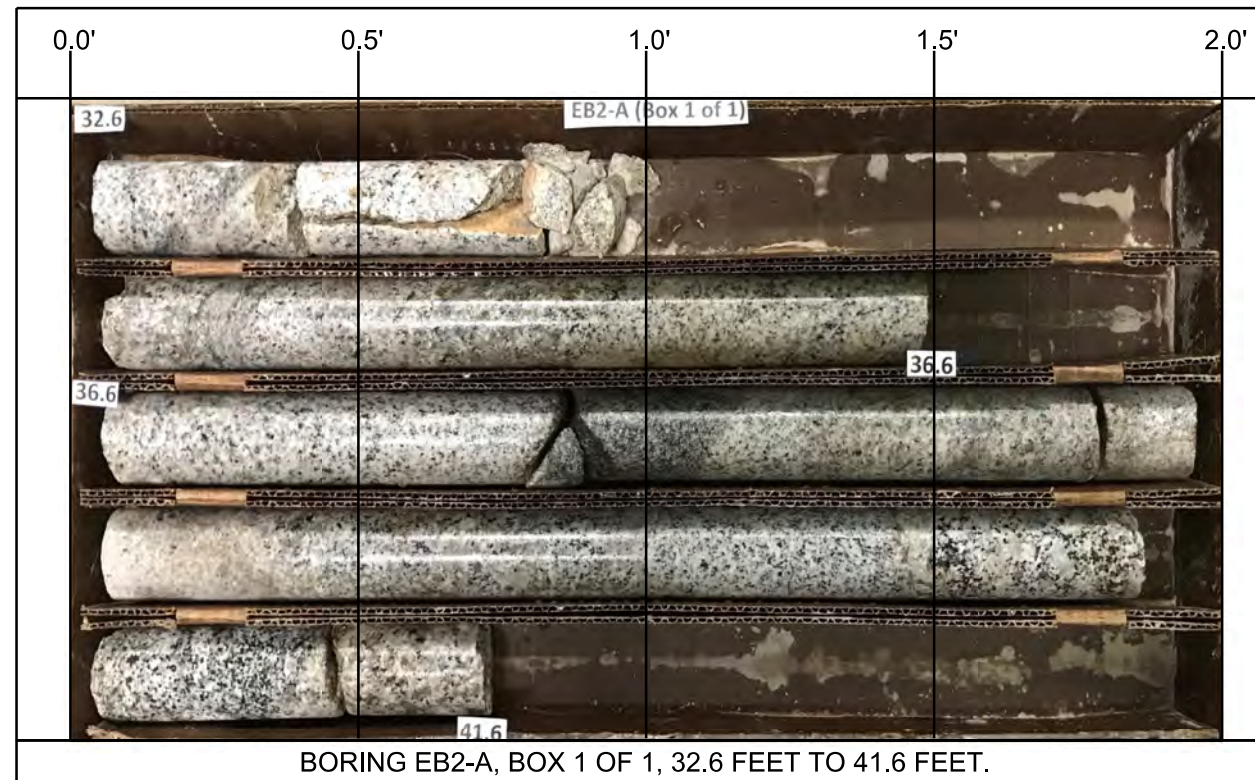 0.0' 0.5' 1.0' 1.5' 2.0'
32.6
EB2-A (Box 1 of 1)
36.6
36.6
41.6
BORING EB2-A, BOX 1 OF 1, 32.6 FEET TO 41.6 FEET.